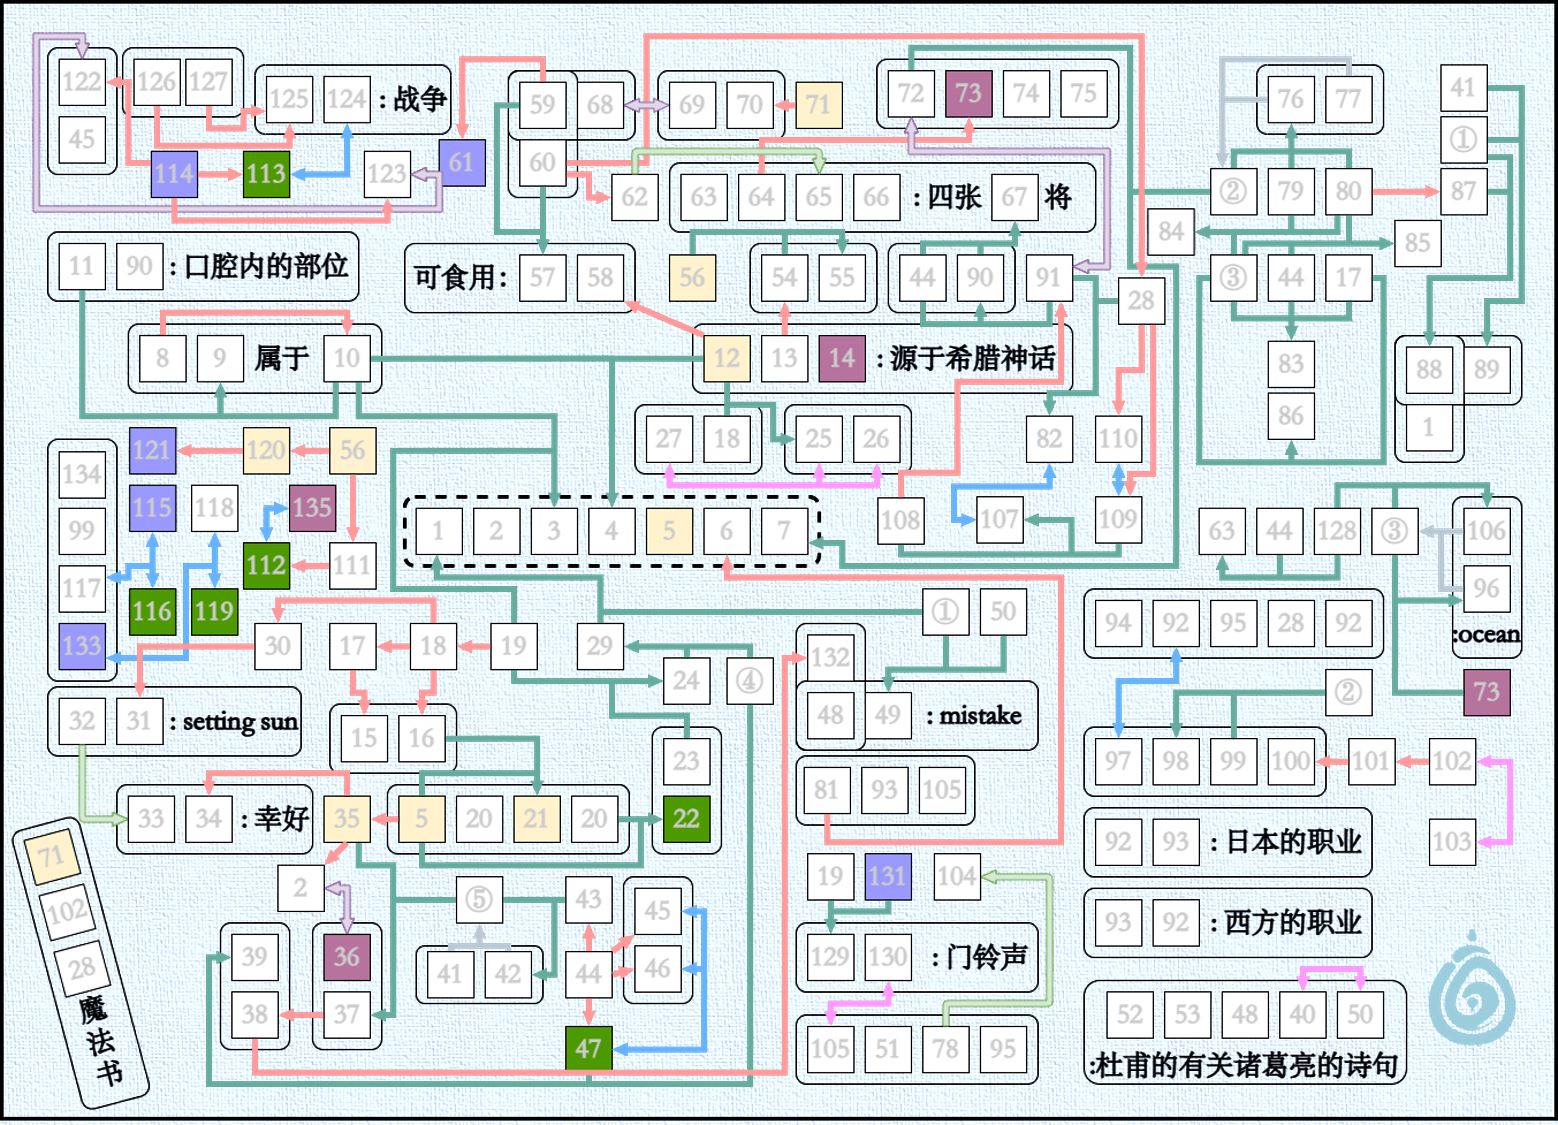 122 126 127 125 124 : 战争
45
114 113 123 61
59 68 69 70 71
60
62 63 64 65 66 : 四张 67 将
72 73 74 75
76 77 41
①
② 79 80 87
84 85
③ 44 17
83
86
88 89
1
11 90 : 口腔内的部位
可食用: 57 58
56 54 55 44 90 91 28
8 9 属于 10
12 13 14 : 源于希腊神话
27 18 25 26 82 110
134 121 120 56
99 115 118 135
117 112 111
133 116 119
1 2 3 4 5 6 7
108 107 109
63 44 128 ③ 106
96
:ocean
94 92 95 28 92
30 17 18 19 29 24 ④
① 50
132
48 49 : mistake
② 73
32 31 : setting sun
15 16 23
97 98 99 100 101 102
81 93 105
33 34 : 幸好 35 5 20 21 20 22
92 93 : 日本的职业
103
71
102
28
魔
法
书
2 ⑤ 43 45
19 131 104
93 92 : 西方的职业
39 36 41 42 44 46
129 130 : 门铃声
38 37 47
105 51 78 95
52 53 48 40 50
:杜甫的有关诸葛亮的诗句